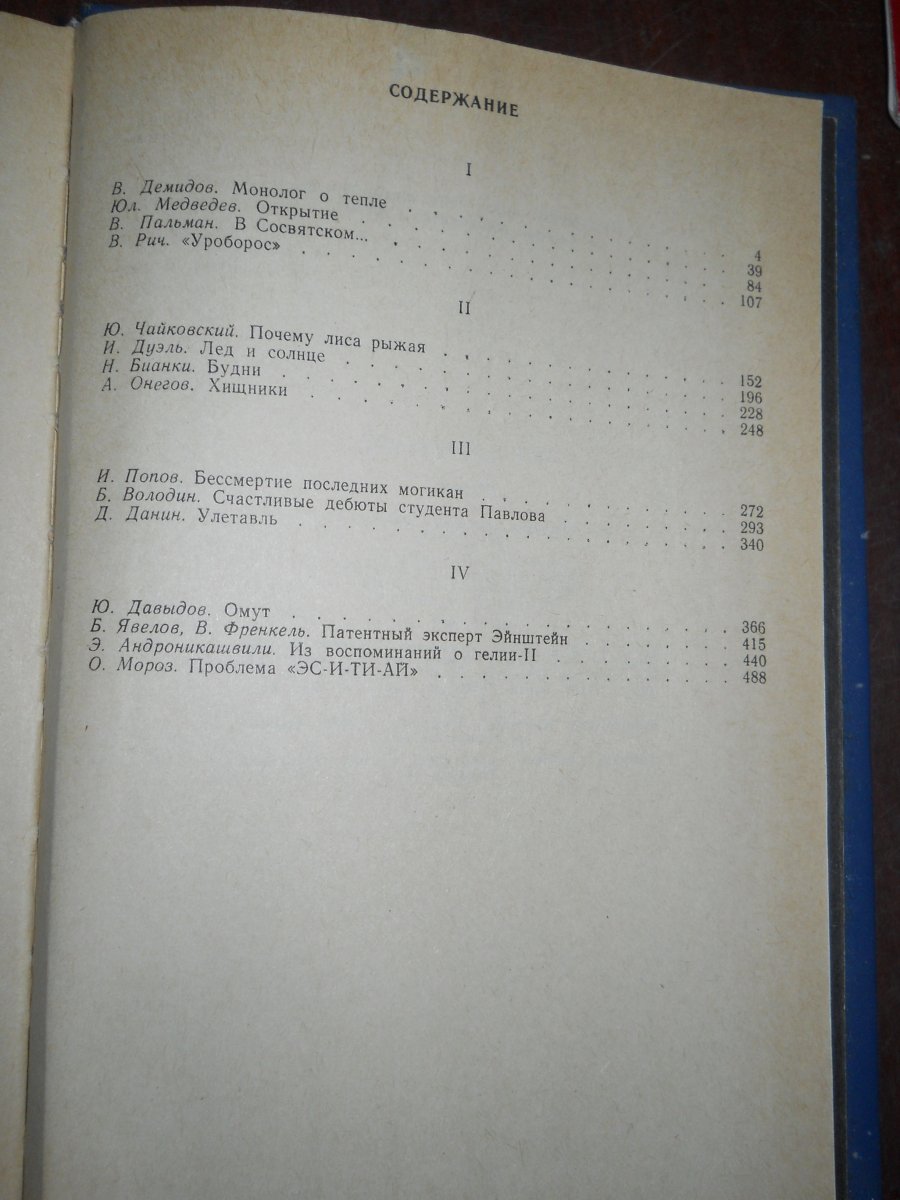 СОДЕРЖАНИЕ
I
В. Демидов. Монолог о тепле . . . . . . . . . . 4
Юл. Медведев. Открытие . . . . . . . . . . 39
В. Пальман. В Сосвятском... . . . . . . . . . . 84
В. Рич. «Уроборос» . . . . . . . . . . 107
II
Ю. Чайковский. Почему лиса рыжая . . . . . . . . . . 152
И. Дуэль. Лед и солнце . . . . . . . . . . 196
Н. Бианки. Будни . . . . . . . . . . 228
А. Онегов. Хищники . . . . . . . . . . 248
III
И. Попов. Бессмертие последних могикан . . . . . . . . . . 272
Б. Володин. Счастливые дебюты студента Павлова . . . . . . . 293
Д. Данин. Улетавль . . . . . . . . . . 340
IV
Ю. Давыдов. Омут . . . . . . . . . . 366
Б. Явелов, В. Френкель. Патентный эксперт Эйнштейн . . . . . . 415
Э. Андроникашвили. Из воспоминаний о гелии-II . . . . . . . 440
О. Мороз. Проблема «ЭС-И-ТИ-АЙ» . . . . . . . . . . 488